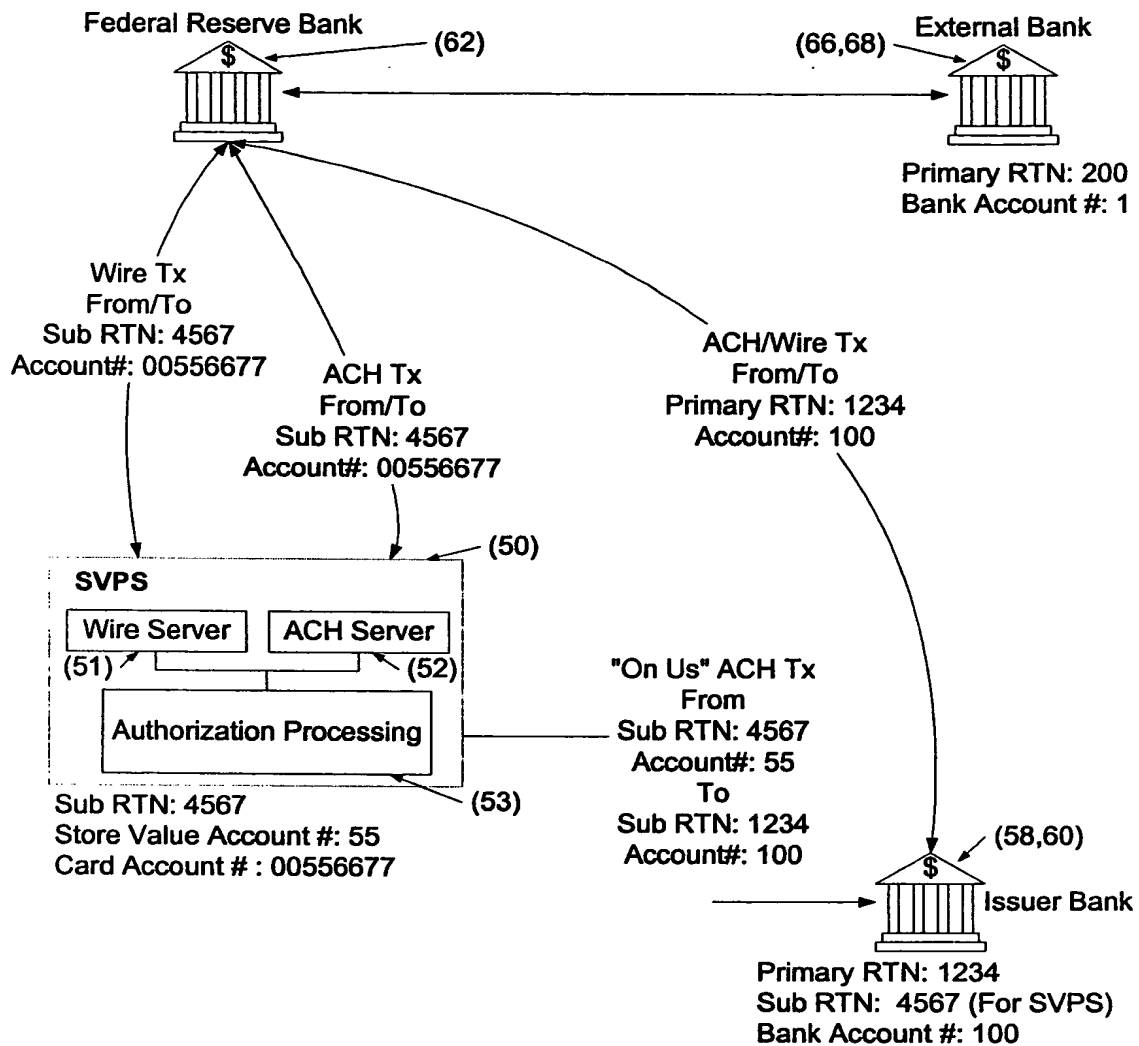 Federal Reserve Bank
$
(62)
(66,68)
External Bank
$
Primary RTN: 200
Bank Account #: 1
Wire Tx
From/To
Sub RTN: 4567
Account#: 00556677
ACH Tx
From/To
Sub RTN: 4567
Account#: 00556677
ACH/Wire Tx
From/To
Primary RTN: 1234
Account#: 100
(50)
SVPS
Wire Server
ACH Server
(51)
(52)
Authorization Processing
(53)
Sub RTN: 4567
Store Value Account #: 55
Card Account # : 00556677
"On Us" ACH Tx
From
Sub RTN: 4567
Account#: 55
To
Sub RTN: 1234
Account#: 100
(58,60)
$
Issuer Bank
Primary RTN: 1234
Sub RTN: 4567 (For SVPS)
Bank Account #: 100